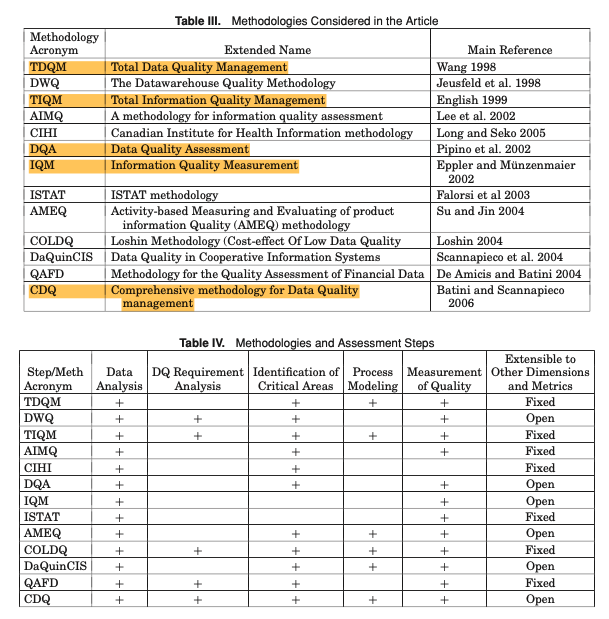 Table III. Methodologies Considered in the Article
Methodology
Acronym Extended Name Main Reference
TDQM Total Data Quality Management Wang 1998
DWQ The Datawarehouse Quality Methodology Jeusfeld et al. 1998
TIQM Total Information Quality Management English 1999
AIMQ A methodology for information quality assessment Lee et al. 2002
CIHI Canadian Institute for Health Information methodology Long and Seko 2005
DQA Data Quality Assessment Pipino et al. 2002
IQM Information Quality Measurement Eppler and Münzenmaier
2002
ISTAT ISTAT methodology Falorsi et al 2003
AMEQ Activity-based Measuring and Evaluating of product Su and Jin 2004
information Quality (AMEQ) methodology
COLDQ Loshin Methodology (Cost-effect Of Low Data Quality Loshin 2004
DaQuinCIS Data Quality in Cooperative Information Systems Scannapieco et al. 2004
QAFD Methodology for the Quality Assessment of Financial Data De Amicis and Batini 2004
CDQ Comprehensive methodology for Data Quality Batini and Scannapieco
management 2006
Table IV. Methodologies and Assessment Steps
Extensible to
Step/Meth Data DQ Requirement Identification of Process Measurement Other Dimensions
Acronym Analysis Analysis Critical Areas Modeling of Quality and Metrics
TDQM + + + + Fixed
DWQ + + + + Open
TIQM + + + + + Fixed
AIMQ + + + Fixed
CIHI + + Fixed
DQA + + + Open
IQM + + Open
ISTAT + + Fixed
AMEQ + + + + Open
COLDQ + + + + + Fixed
DaQuinCIS + + + + Open
QAFD + + + + Fixed
CDQ + + + + + Open